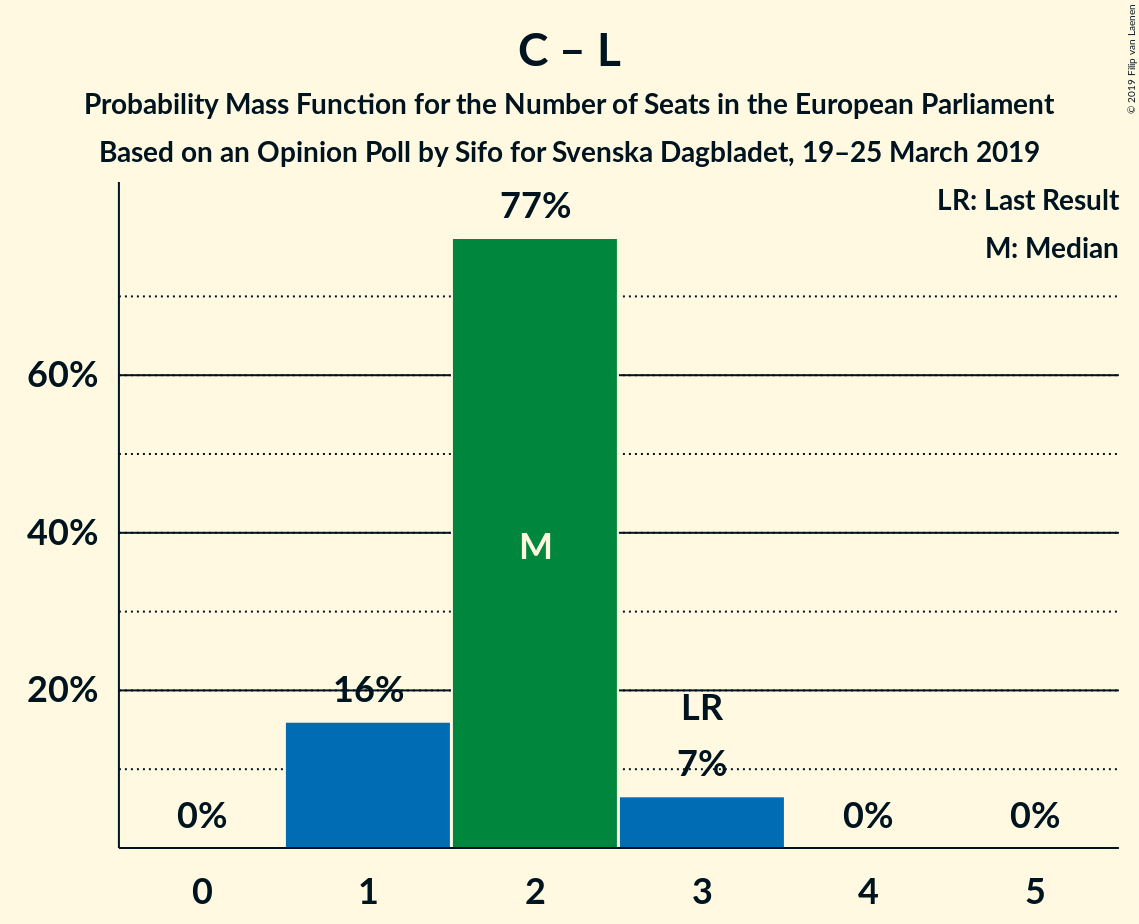 © 2019 Filip van Laenen
C – L
Probability Mass Function for the Number of Seats in the European Parliament
Based on an Opinion Poll by Sifo for Svenska Dagbladet, 19–25 March 2019
LR: Last Result
M: Median
77%
60%
40%
M
20%
16%
LR
7%
0%
0%
0%
0 1 2 3 4 5